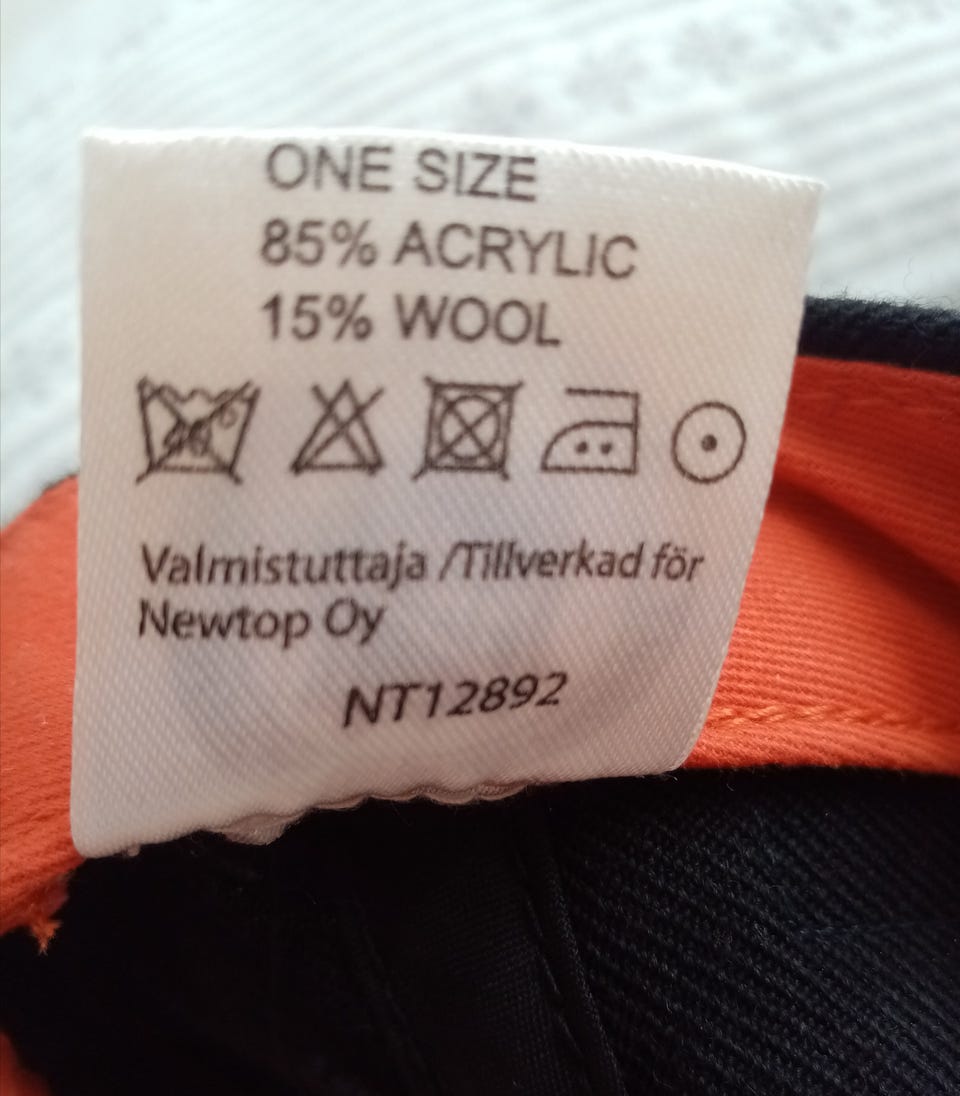 ONE SIZE
85% ACRYLIC
15% WOOL
Valmistuttaja /Tillverkad för
Newtop Oy
NT12892